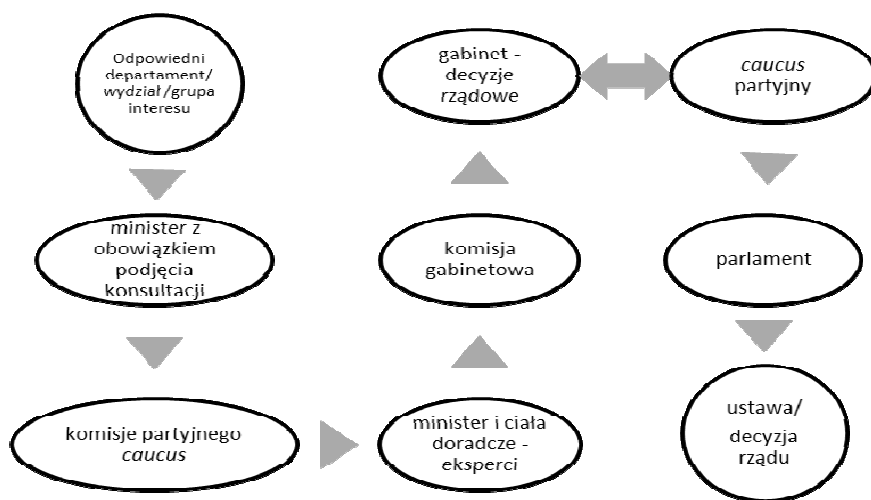 Odpowiedni
departament/
wydział/grupa
interesu
minister z
obowiązkiem
podjęcia
konsultacji
komisje partyjnego
caucus
minister i ciała
doradcze -
eksperci
komisja
gabinetowa
gabinet -
decyzje
rządowe
caucus
partyjny
parlament
ustawa/
decyzja
rządu